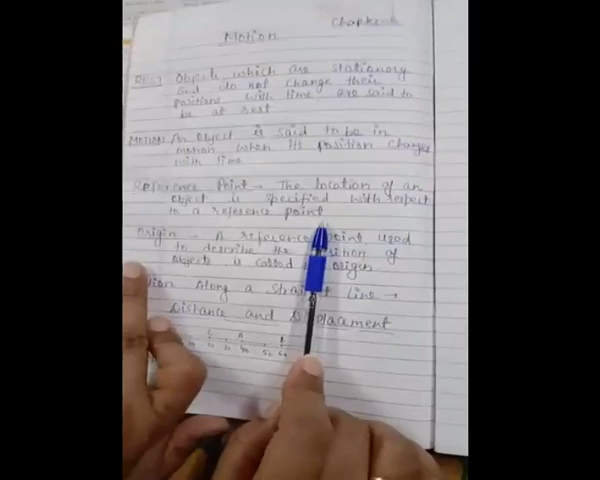 Chapter-
Motion
Rest Objects which are stationary
and do not change their
positions with time are said to
be at rest
Motion An object is said to be in
motion when its position changes
with time
Reference Point - The location of an
object is specified with respect
to a reference point
Origin - A reference point used
to describe the position of
objects is called origin
Along a Straight Line →
Distance and Displacement
C A B
50 60